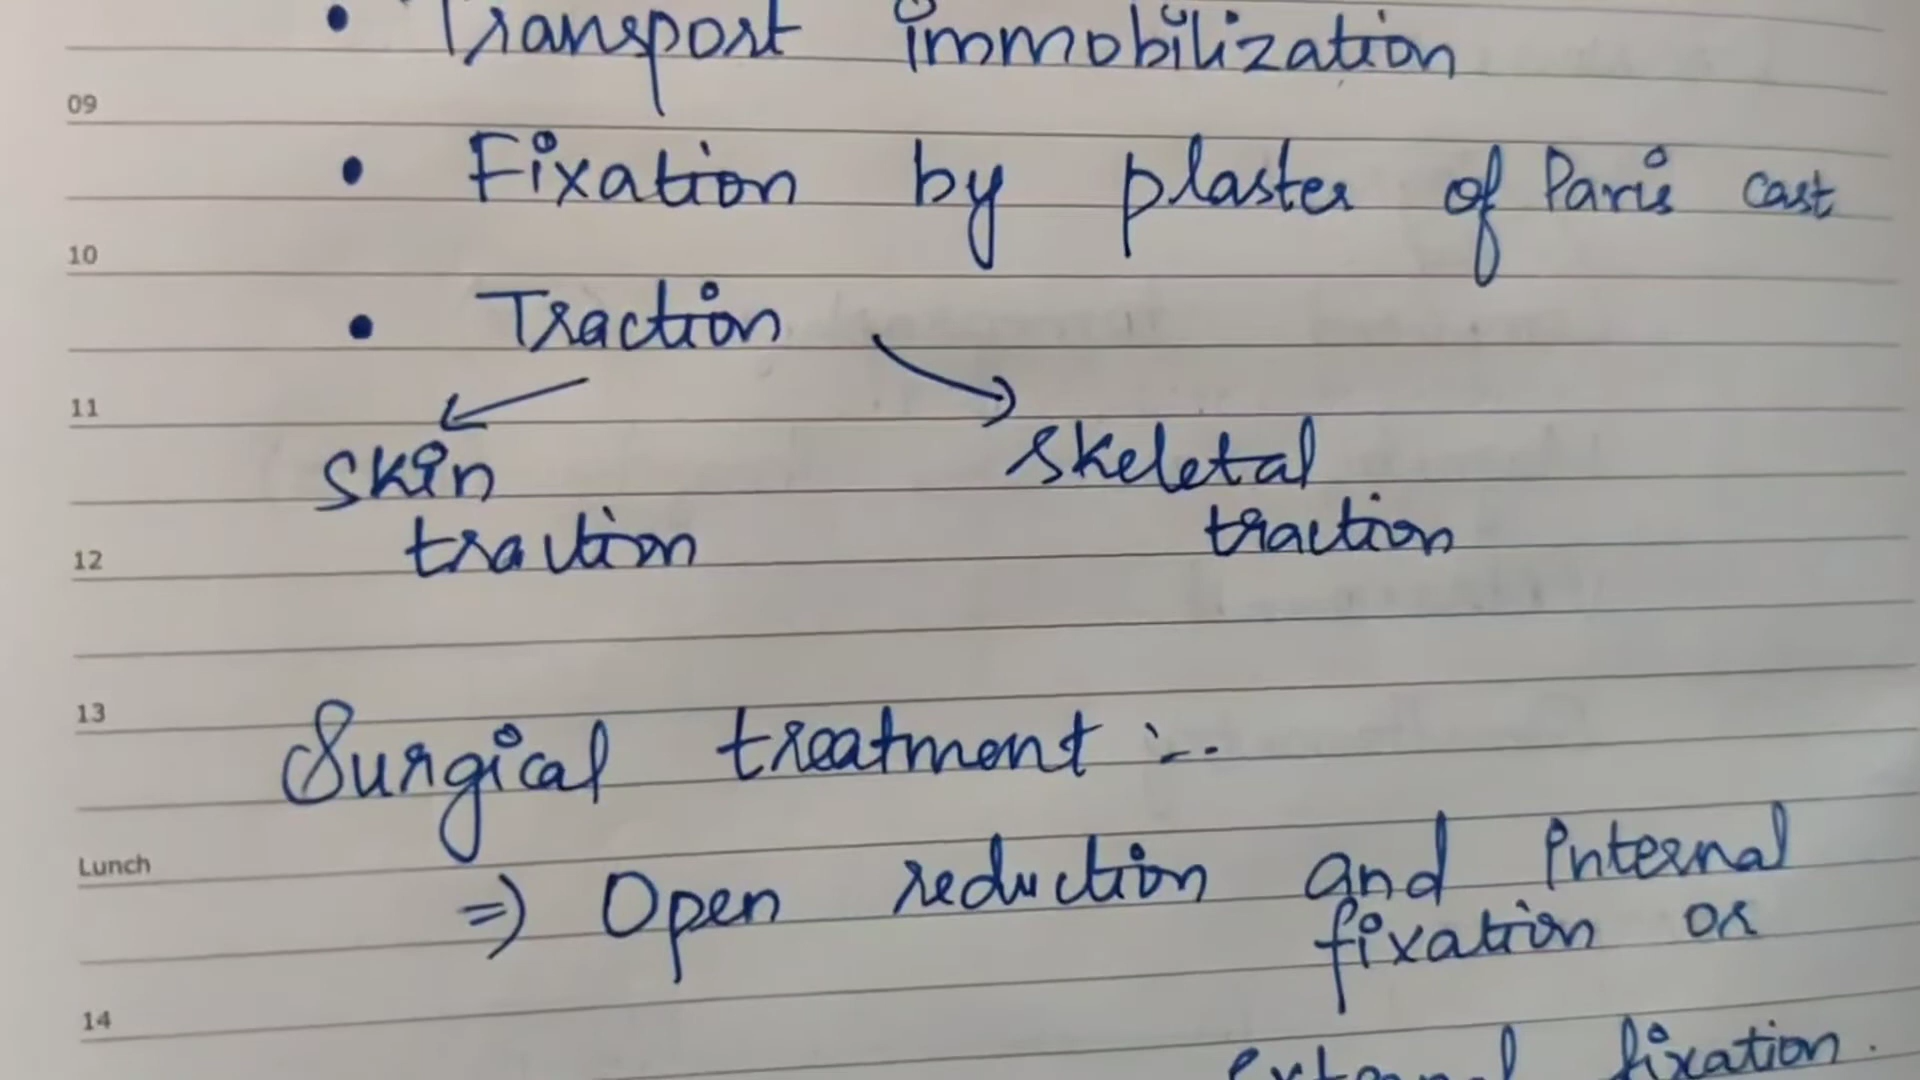 • Transport immobilization
09
• Fixation by plaster of Paris cast
10
• Traction
11
skin skeletal
traction traction
12
13
Surgical treatment :-
Lunch
⇒ Open reduction and internal
fixation or
14
external fixation.